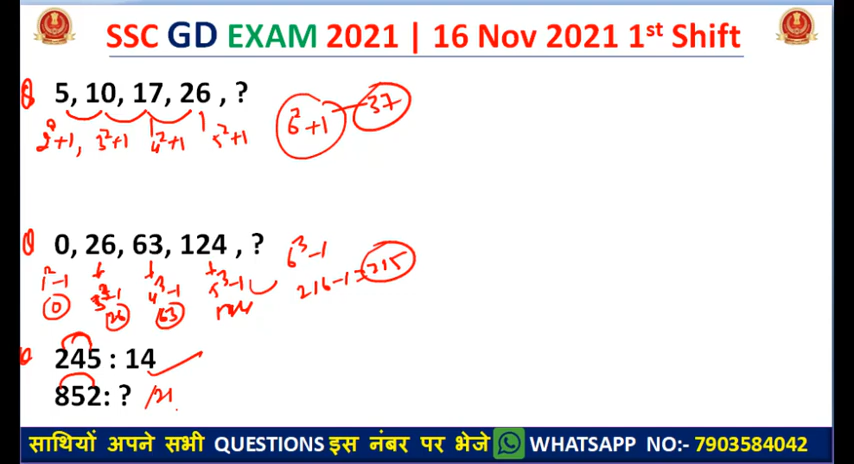 SSC GD EXAM 2021 | 16 Nov 2021 1st Shift
Q 5, 10, 17, 26 , ?
2²+1, 3²+1 4²+1 5²+1 6²+1 37
0, 26, 63, 124 , ? 6³-1
1²-1 3³-1 4³-1 5³-1 216-1=215
0 26 63 124
245 : 14
852: ?
साथियों अपने सभी QUESTIONS इस नंबर पर भेजे WHATSAPP NO:- 7903584042